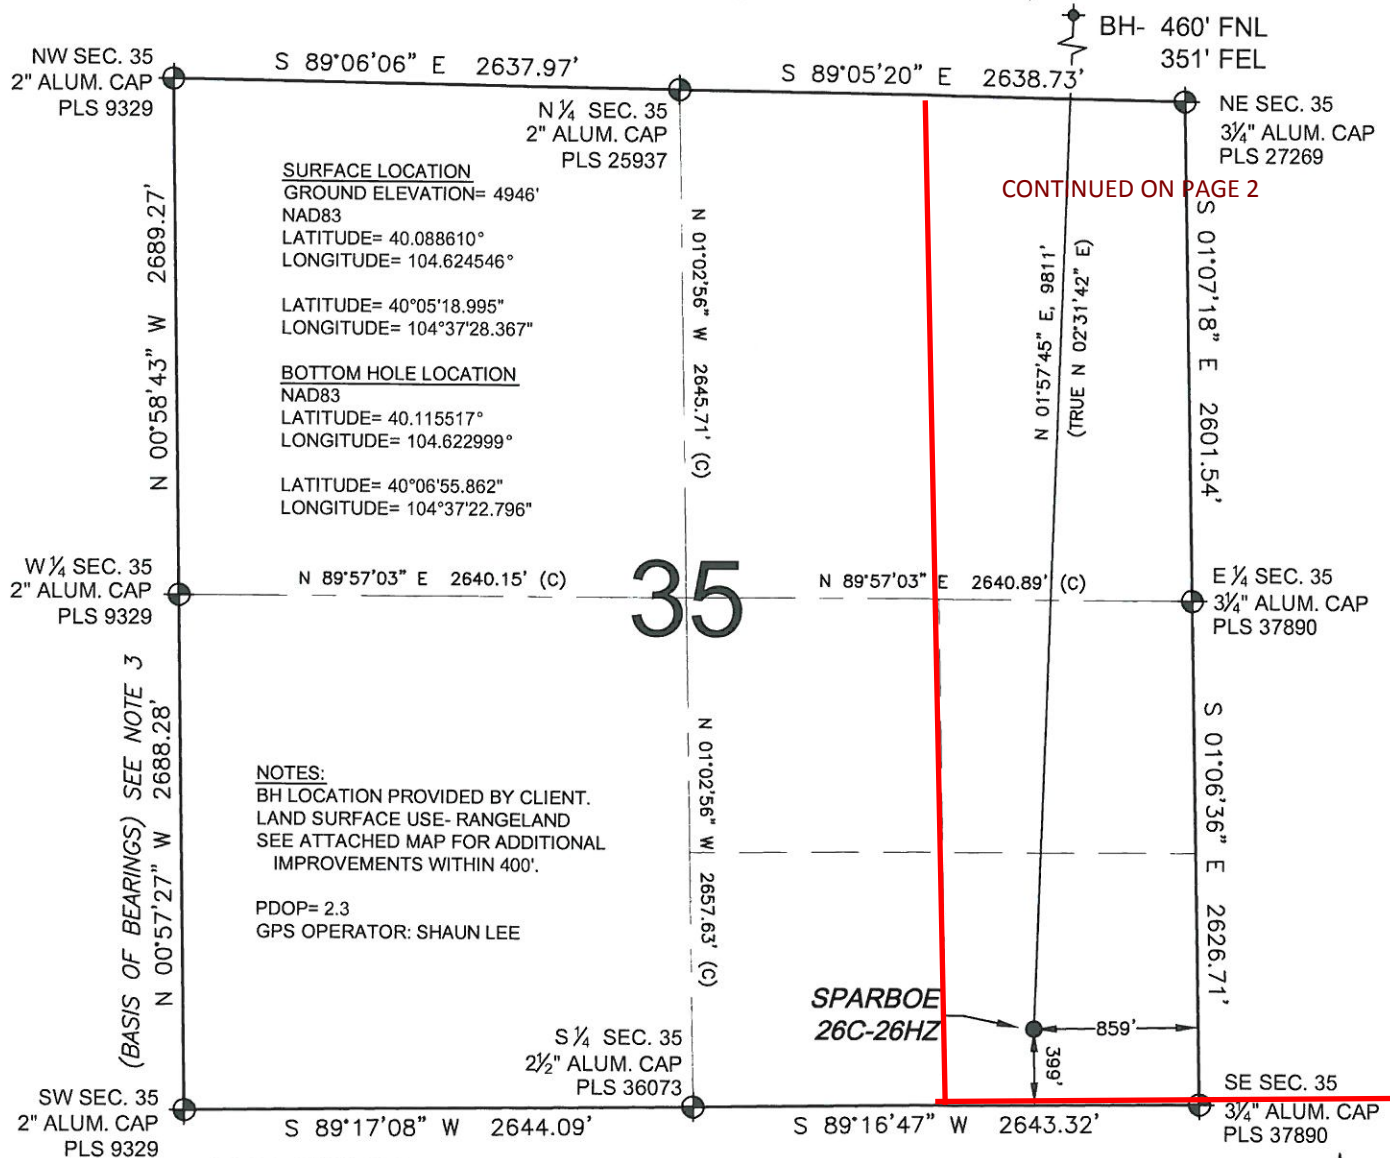 BH- 460' FNL
351' FEL
NW SEC. 35
2" ALUM. CAP
PLS 9329
S 89°06'06" E 2637.97'
S 89°05'20" E 2638.73'
N ¼ SEC. 35
2" ALUM. CAP
PLS 25937
NE SEC. 35
3¼" ALUM. CAP
PLS 27269
CONTINUED ON PAGE 2
SURFACE LOCATION
GROUND ELEVATION= 4946'
NAD83
LATITUDE= 40.088610°
LONGITUDE= 104.624546°
LATITUDE= 40°05'18.995"
LONGITUDE= 104°37'28.367"
BOTTOM HOLE LOCATION
NAD83
LATITUDE= 40.115517°
LONGITUDE= 104.622999°
LATITUDE= 40°06'55.862"
LONGITUDE= 104°37'22.796"
N 00°58'43" W 2689.27'
N 01°02'56" W 2645.71' (C)
N 01°57'45" E, 9811'
(TRUE N 02°31'42" E)
S 01°07'18" E 2601.54'
W ¼ SEC. 35
2" ALUM. CAP
PLS 9329
N 89°57'03" E 2640.15' (C)
35
N 89°57'03" E 2640.89' (C)
E ¼ SEC. 35
3¼" ALUM. CAP
PLS 37890
(BASIS OF BEARINGS) SEE NOTE 3
N 00°57'27" W 2688.28'
NOTES:
BH LOCATION PROVIDED BY CLIENT.
LAND SURFACE USE- RANGELAND
SEE ATTACHED MAP FOR ADDITIONAL
IMPROVEMENTS WITHIN 400'.
PDOP= 2.3
GPS OPERATOR: SHAUN LEE
N 01°02'56" W 2657.63' (C)
S 01°06'36" E 2626.71'
SPARBOE
26C-26HZ
859'
399'
S ¼ SEC. 35
2½" ALUM. CAP
PLS 36073
SW SEC. 35
2" ALUM. CAP
PLS 9329
S 89°17'08" W 2644.09'
S 89°16'47" W 2643.32'
SE SEC. 35
3¼" ALUM. CAP
PLS 37890